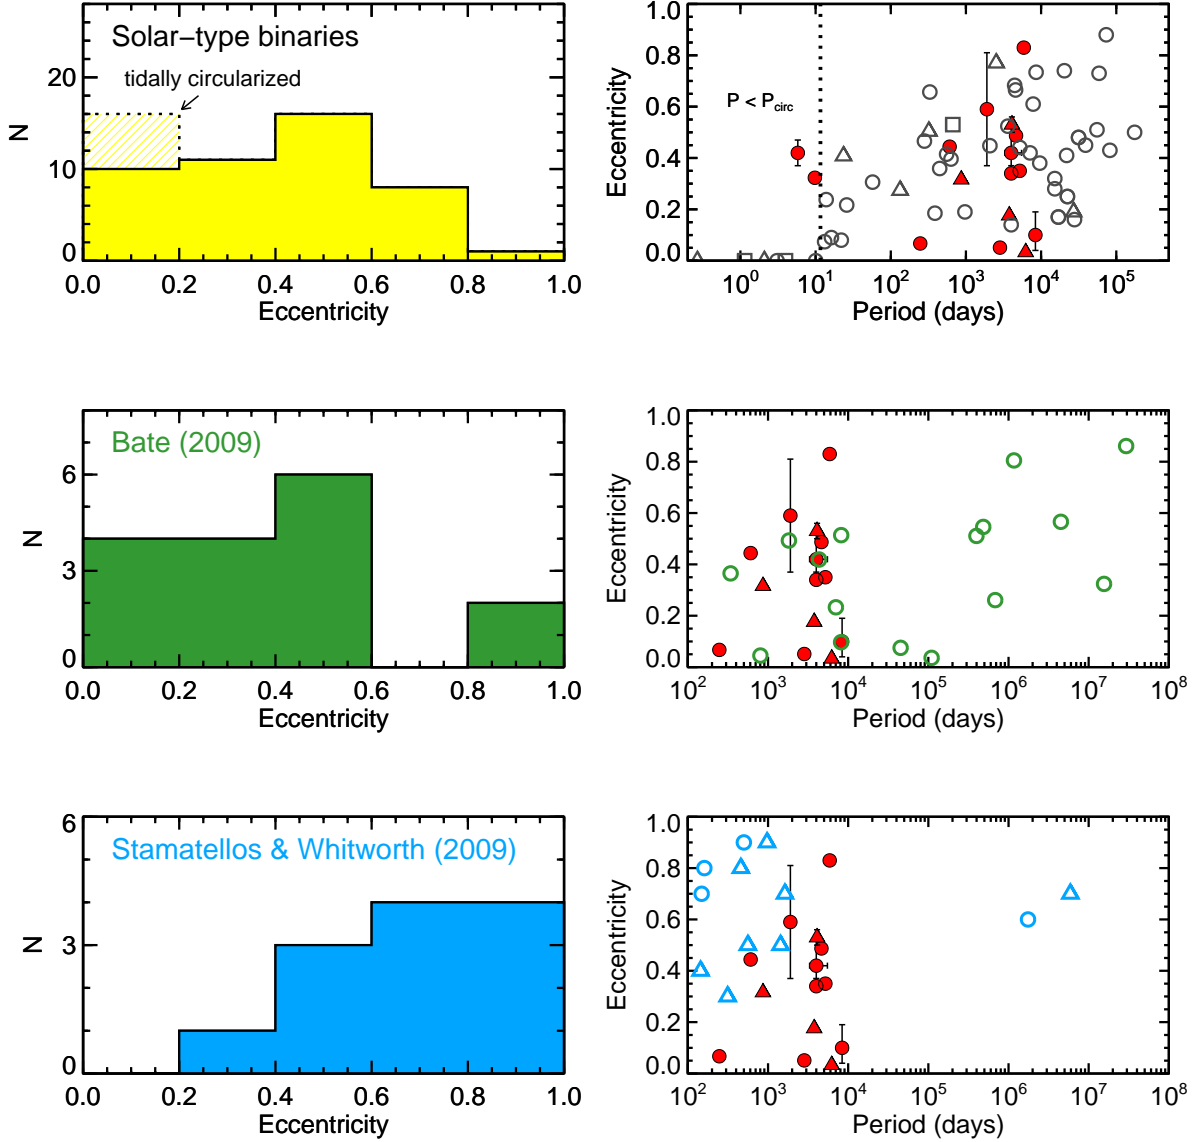 Solar−type binaries
tidally circularized
N
20
10
0
0.0 0.2 0.4 0.6 0.8 1.0
Eccentricity
Eccentricity
1.0
0.8
0.6
0.4
0.2
0.0
P < Pcirc
10^0 10^1 10^2 10^3 10^4 10^5
Period (days)
Bate (2009)
N
6
3
0
0.0 0.2 0.4 0.6 0.8 1.0
Eccentricity
Eccentricity
1.0
0.8
0.6
0.4
0.2
0.0
10^2 10^3 10^4 10^5 10^6 10^7 10^8
Period (days)
Stamatellos & Whitworth (2009)
N
6
3
0
0.0 0.2 0.4 0.6 0.8 1.0
Eccentricity
Eccentricity
1.0
0.8
0.6
0.4
0.2
0.0
10^2 10^3 10^4 10^5 10^6 10^7 10^8
Period (days)